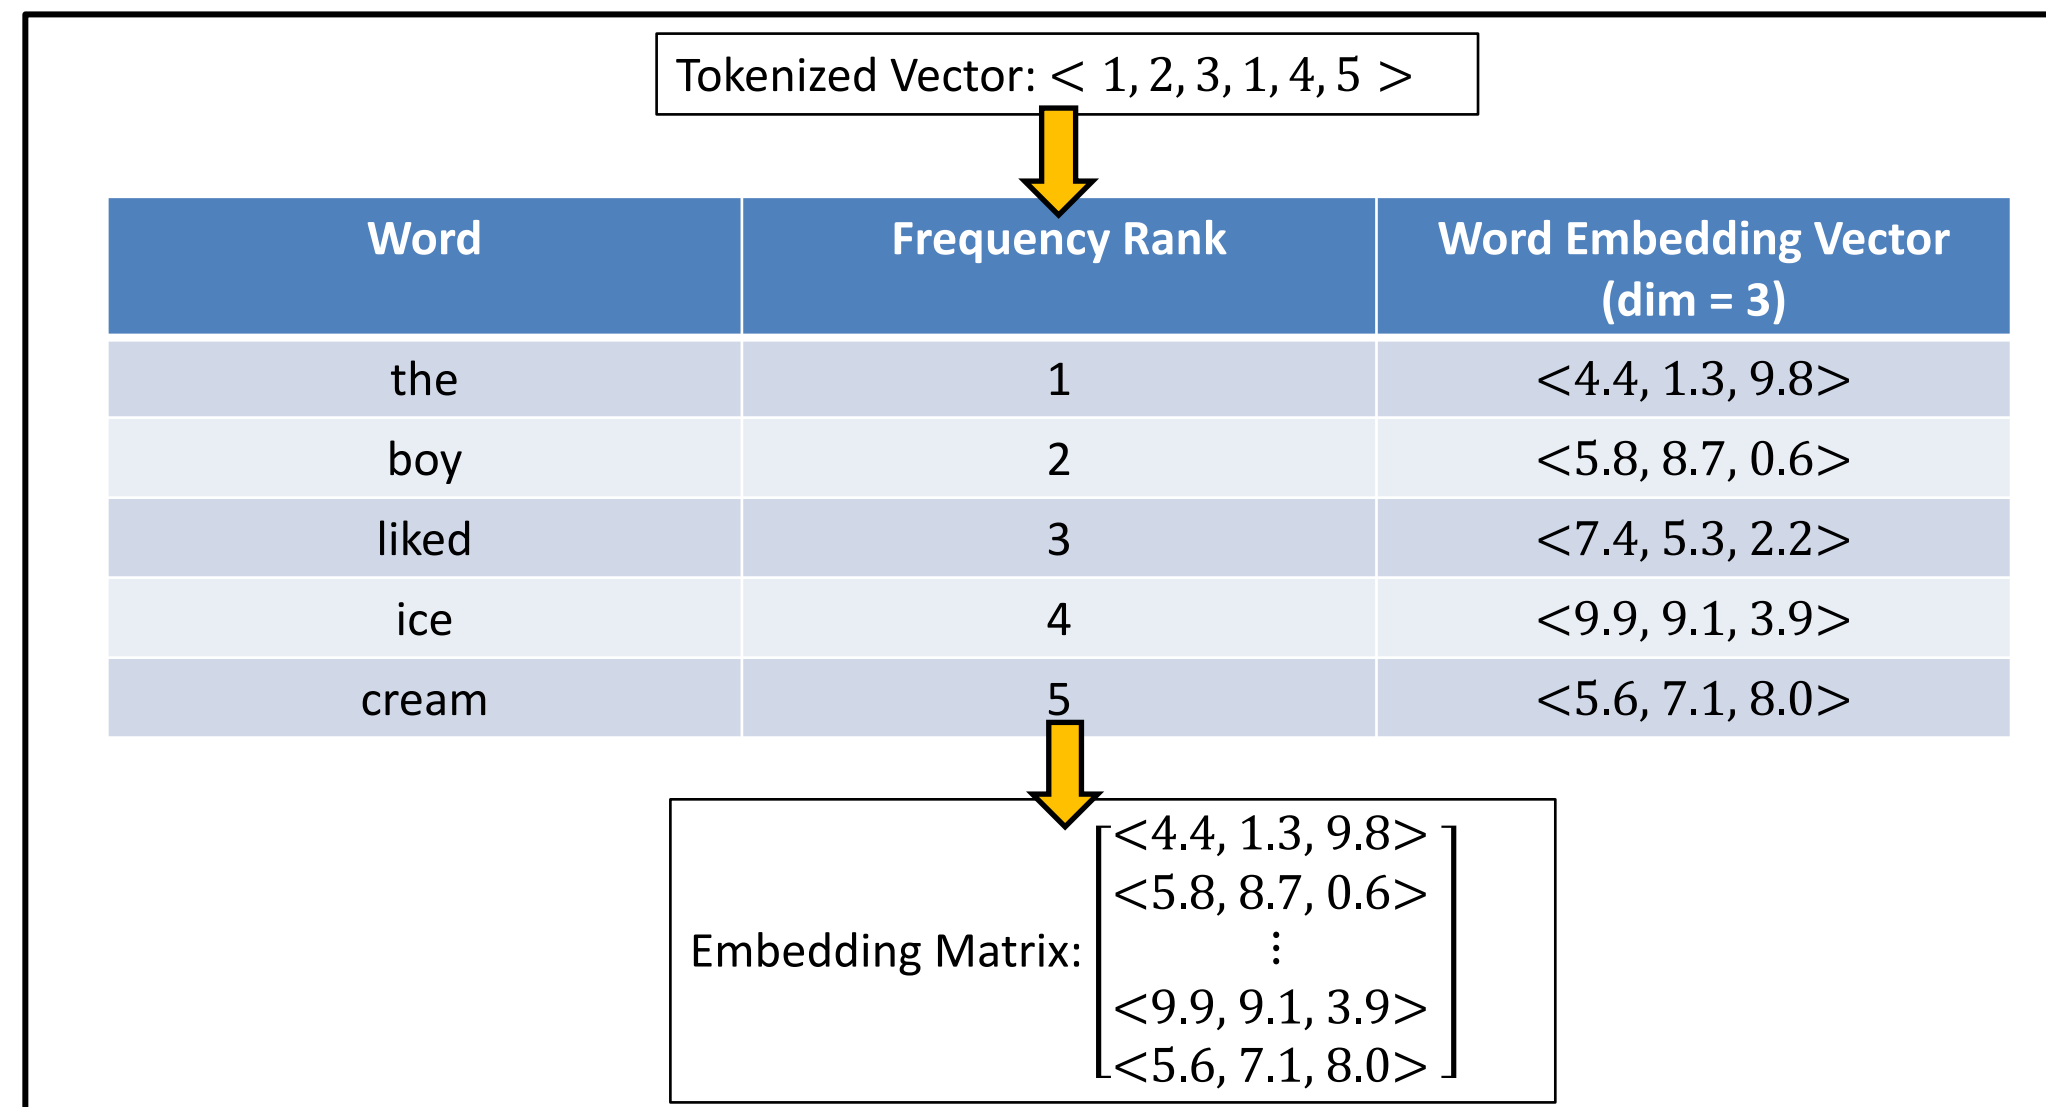 Tokenized Vector: < 1, 2, 3, 1, 4, 5 >
Word Frequency Rank Word Embedding Vector
(dim = 3)
the 1 <4.4, 1.3, 9.8>
boy 2 <5.8, 8.7, 0.6>
liked 3 <7.4, 5.3, 2.2>
ice 4 <9.9, 9.1, 3.9>
cream 5 <5.6, 7.1, 8.0>
Embedding Matrix:
<4.4, 1.3, 9.8>
<5.8, 8.7, 0.6>
⋮
<9.9, 9.1, 3.9>
<5.6, 7.1, 8.0>